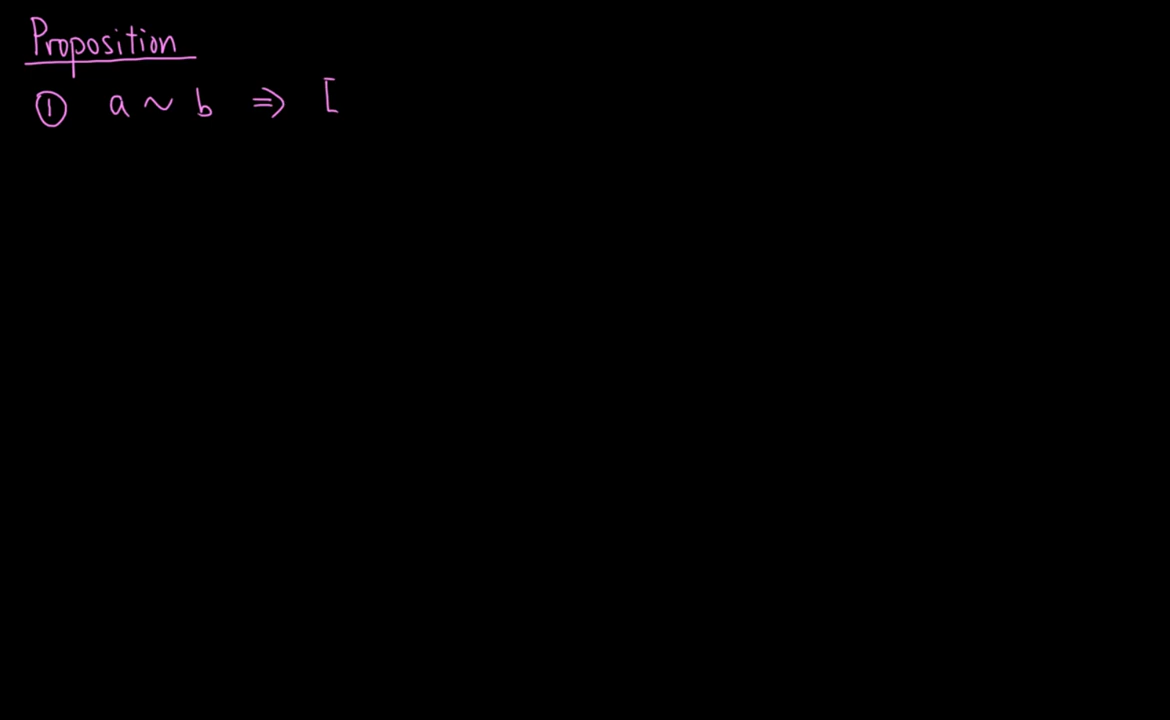 Proposition
① a ~ b ⇒ [